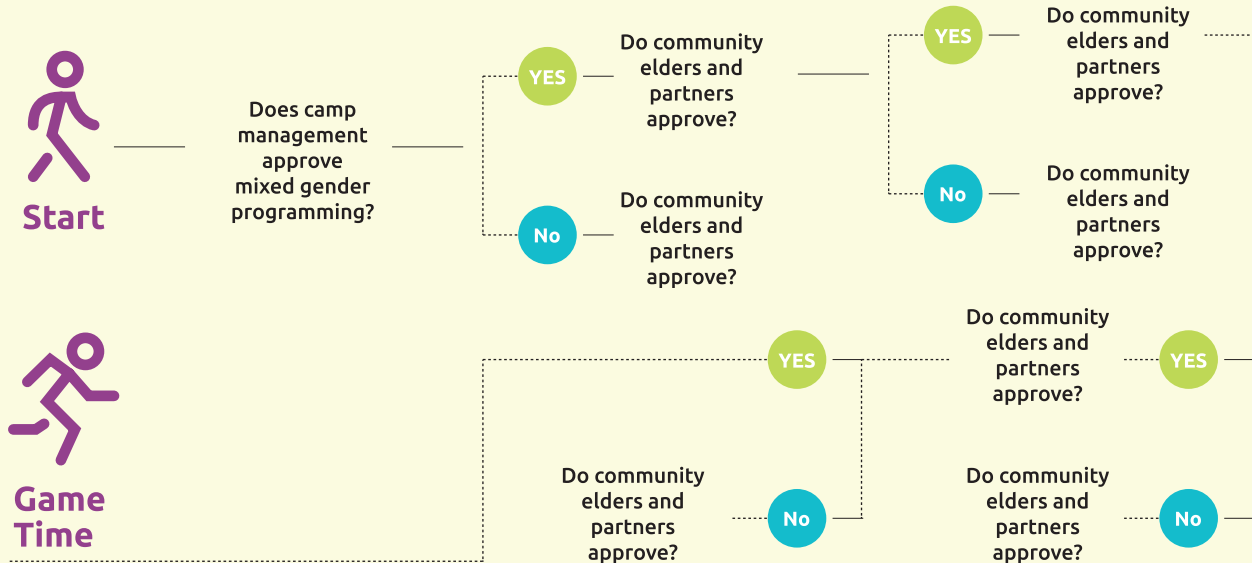 Start
Does camp
management
approve
mixed gender
programming?
YES
Do community
elders and
partners
approve?
No
Do community
elders and
partners
approve?
YES
Do community
elders and
partners
approve?
No
Do community
elders and
partners
approve?
Game
Time
YES
Do community
elders and
partners
approve?
YES
Do community
elders and
partners
approve?
No
Do community
elders and
partners
approve?
No